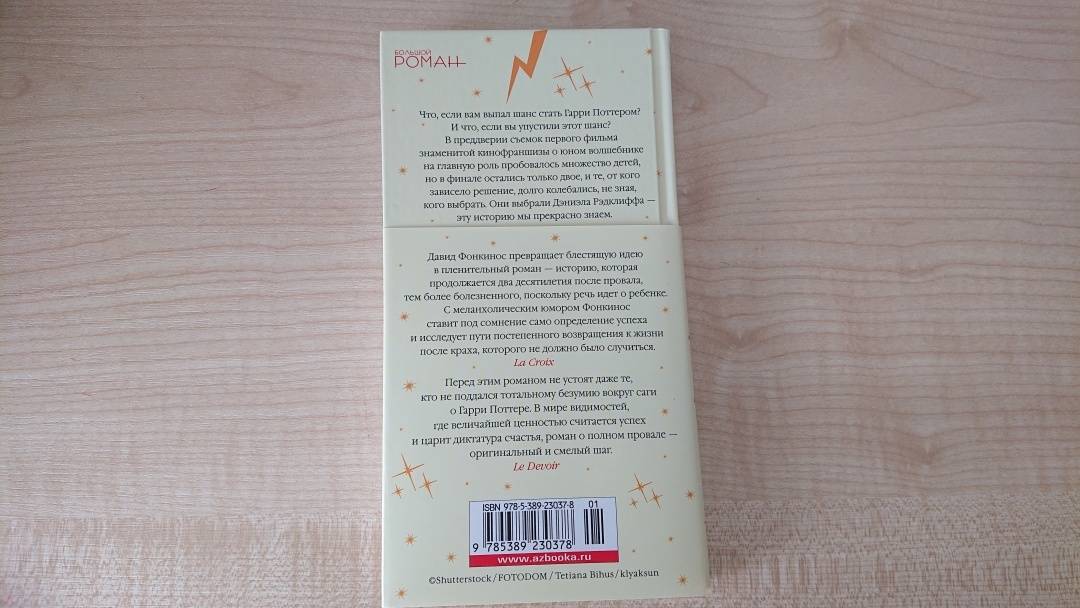 БОЛЬШОЙ
РОМАН
Что, если вам выпал шанс стать Гарри Поттером?
И что, если вы упустили этот шанс?
В преддверии съемок первого фильма
знаменитой кинофраншизы о юном волшебнике
на главную роль пробовалось множество детей,
но в финале остались только двое, и те, от кого
зависело решение, долго колебались, не зная,
кого выбрать. Они выбрали Дэниэла Рэдклиффа —
эту историю мы прекрасно знаем.
Давид Фонкинос превращает блестящую идею
в пленительный роман — историю, которая
продолжается два десятилетия после провала,
тем более болезненного, поскольку речь идет о ребенке.
С меланхолическим юмором Фонкинос
ставит под сомнение само определение успеха
и исследует пути постепенного возвращения к жизни
после краха, которого не должно было случиться.
La Croix
Перед этим романом не устоят даже те,
кто не поддался тотальному безумию вокруг саги
о Гарри Поттере. В мире видимостей,
где величайшей ценностью считается успех
и царит диктатура счастья, роман о полном провале —
оригинальный и смелый шаг.
Le Devoir
ISBN 978-5-389-23037-8 01
9 785389 230378
www.azbooka.ru
©Shutterstock/FOTODOM/Tetiana Bihus/klyaksun